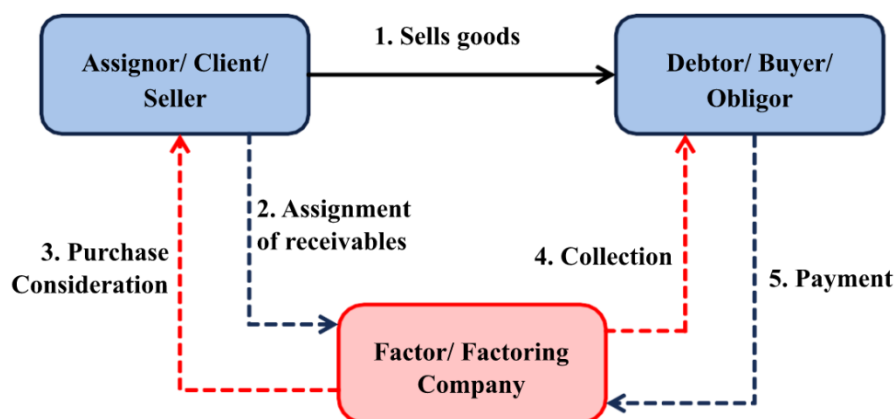 1. Sells goods
Assignor/ Client/
Seller
Debtor/ Buyer/
Obligor
2. Assignment
of receivables
3. Purchase
Consideration
4. Collection
5. Payment
Factor/ Factoring
Company